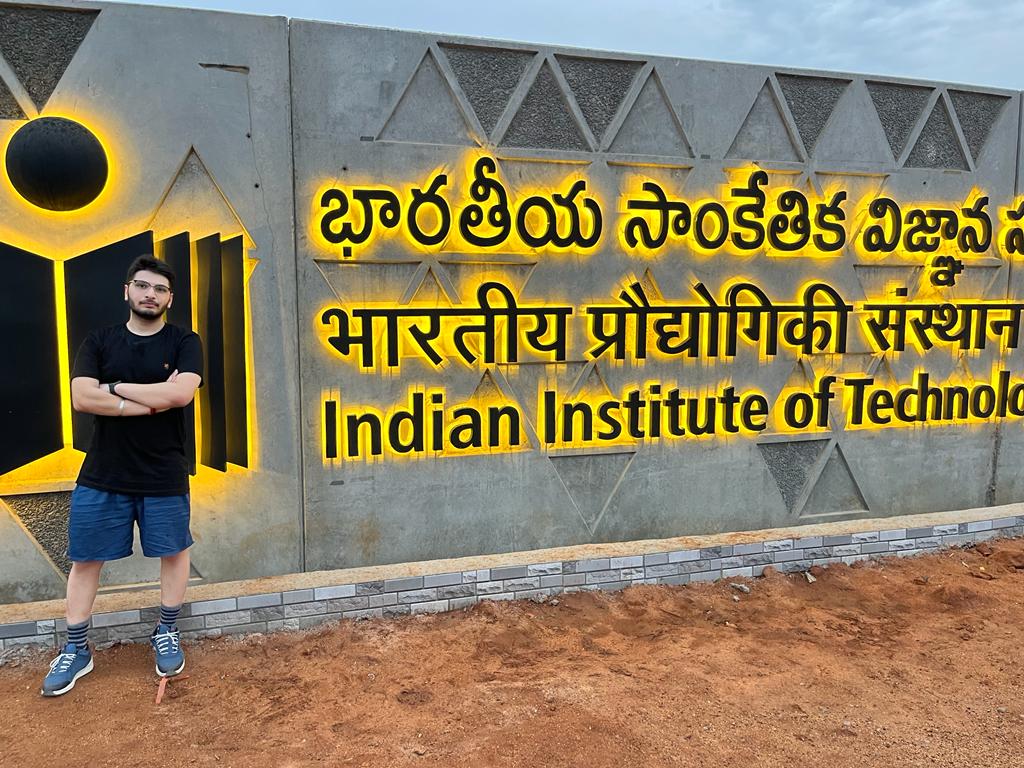 భారతీయ సాంకేతిక విజ్ఞాన
भारतीय प्रौद्योगिकी संस्थान
Indian Institute of Technolo